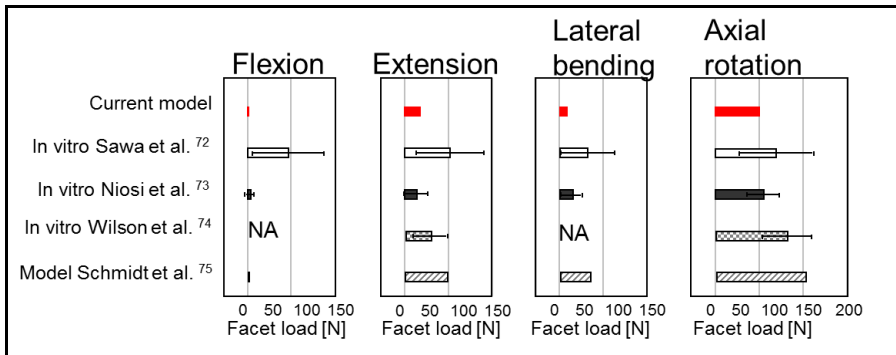 Flexion
Extension
Lateral
bending
Axial
rotation
Current model
In vitro Sawa et al. 72
In vitro Niosi et al. 73
In vitro Wilson et al. 74
NA
NA
Model Schmidt et al. 75
0 50 100 150
0 50 100 150
0 50 100 150
0 50 100 150 200
Facet load [N]
Facet load [N]
Facet load [N]
Facet load [N]